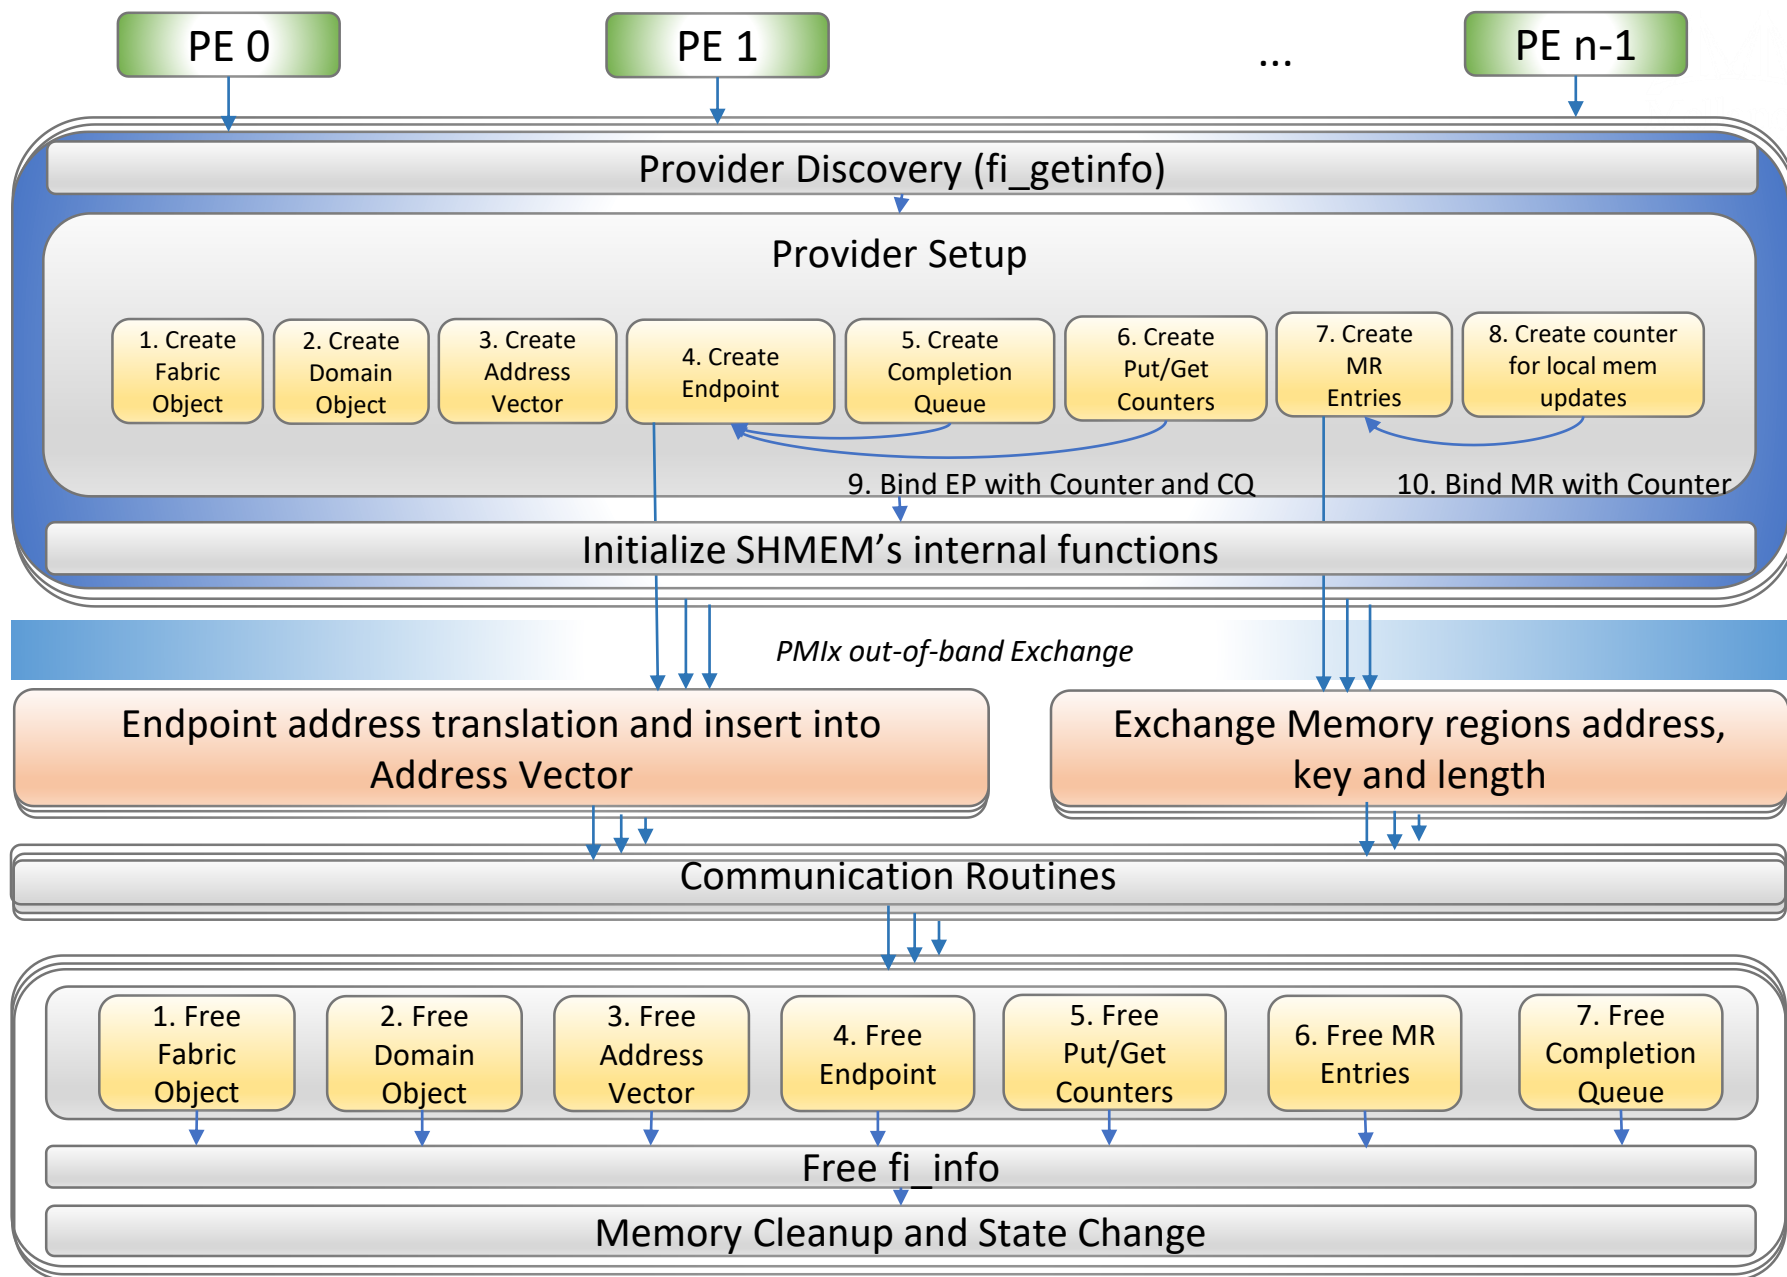 PE 0
PE 1
...
PE n-1
Provider Discovery (fi_getinfo)
Provider Setup
1. Create
Fabric
Object
2. Create
Domain
Object
3. Create
Address
Vector
4. Create
Endpoint
5. Create
Completion
Queue
6. Create
Put/Get
Counters
7. Create
MR
Entries
8. Create counter
for local mem
updates
9. Bind EP with Counter and CQ
10. Bind MR with Counter
Initialize SHMEM’s internal functions
PMIx out-of-band Exchange
Endpoint address translation and insert into
Address Vector
Exchange Memory regions address,
key and length
Communication Routines
1. Free
Fabric
Object
2. Free
Domain
Object
3. Free
Address
Vector
4. Free
Endpoint
5. Free
Put/Get
Counters
6. Free MR
Entries
7. Free
Completion
Queue
Free fi_info
Memory Cleanup and State Change